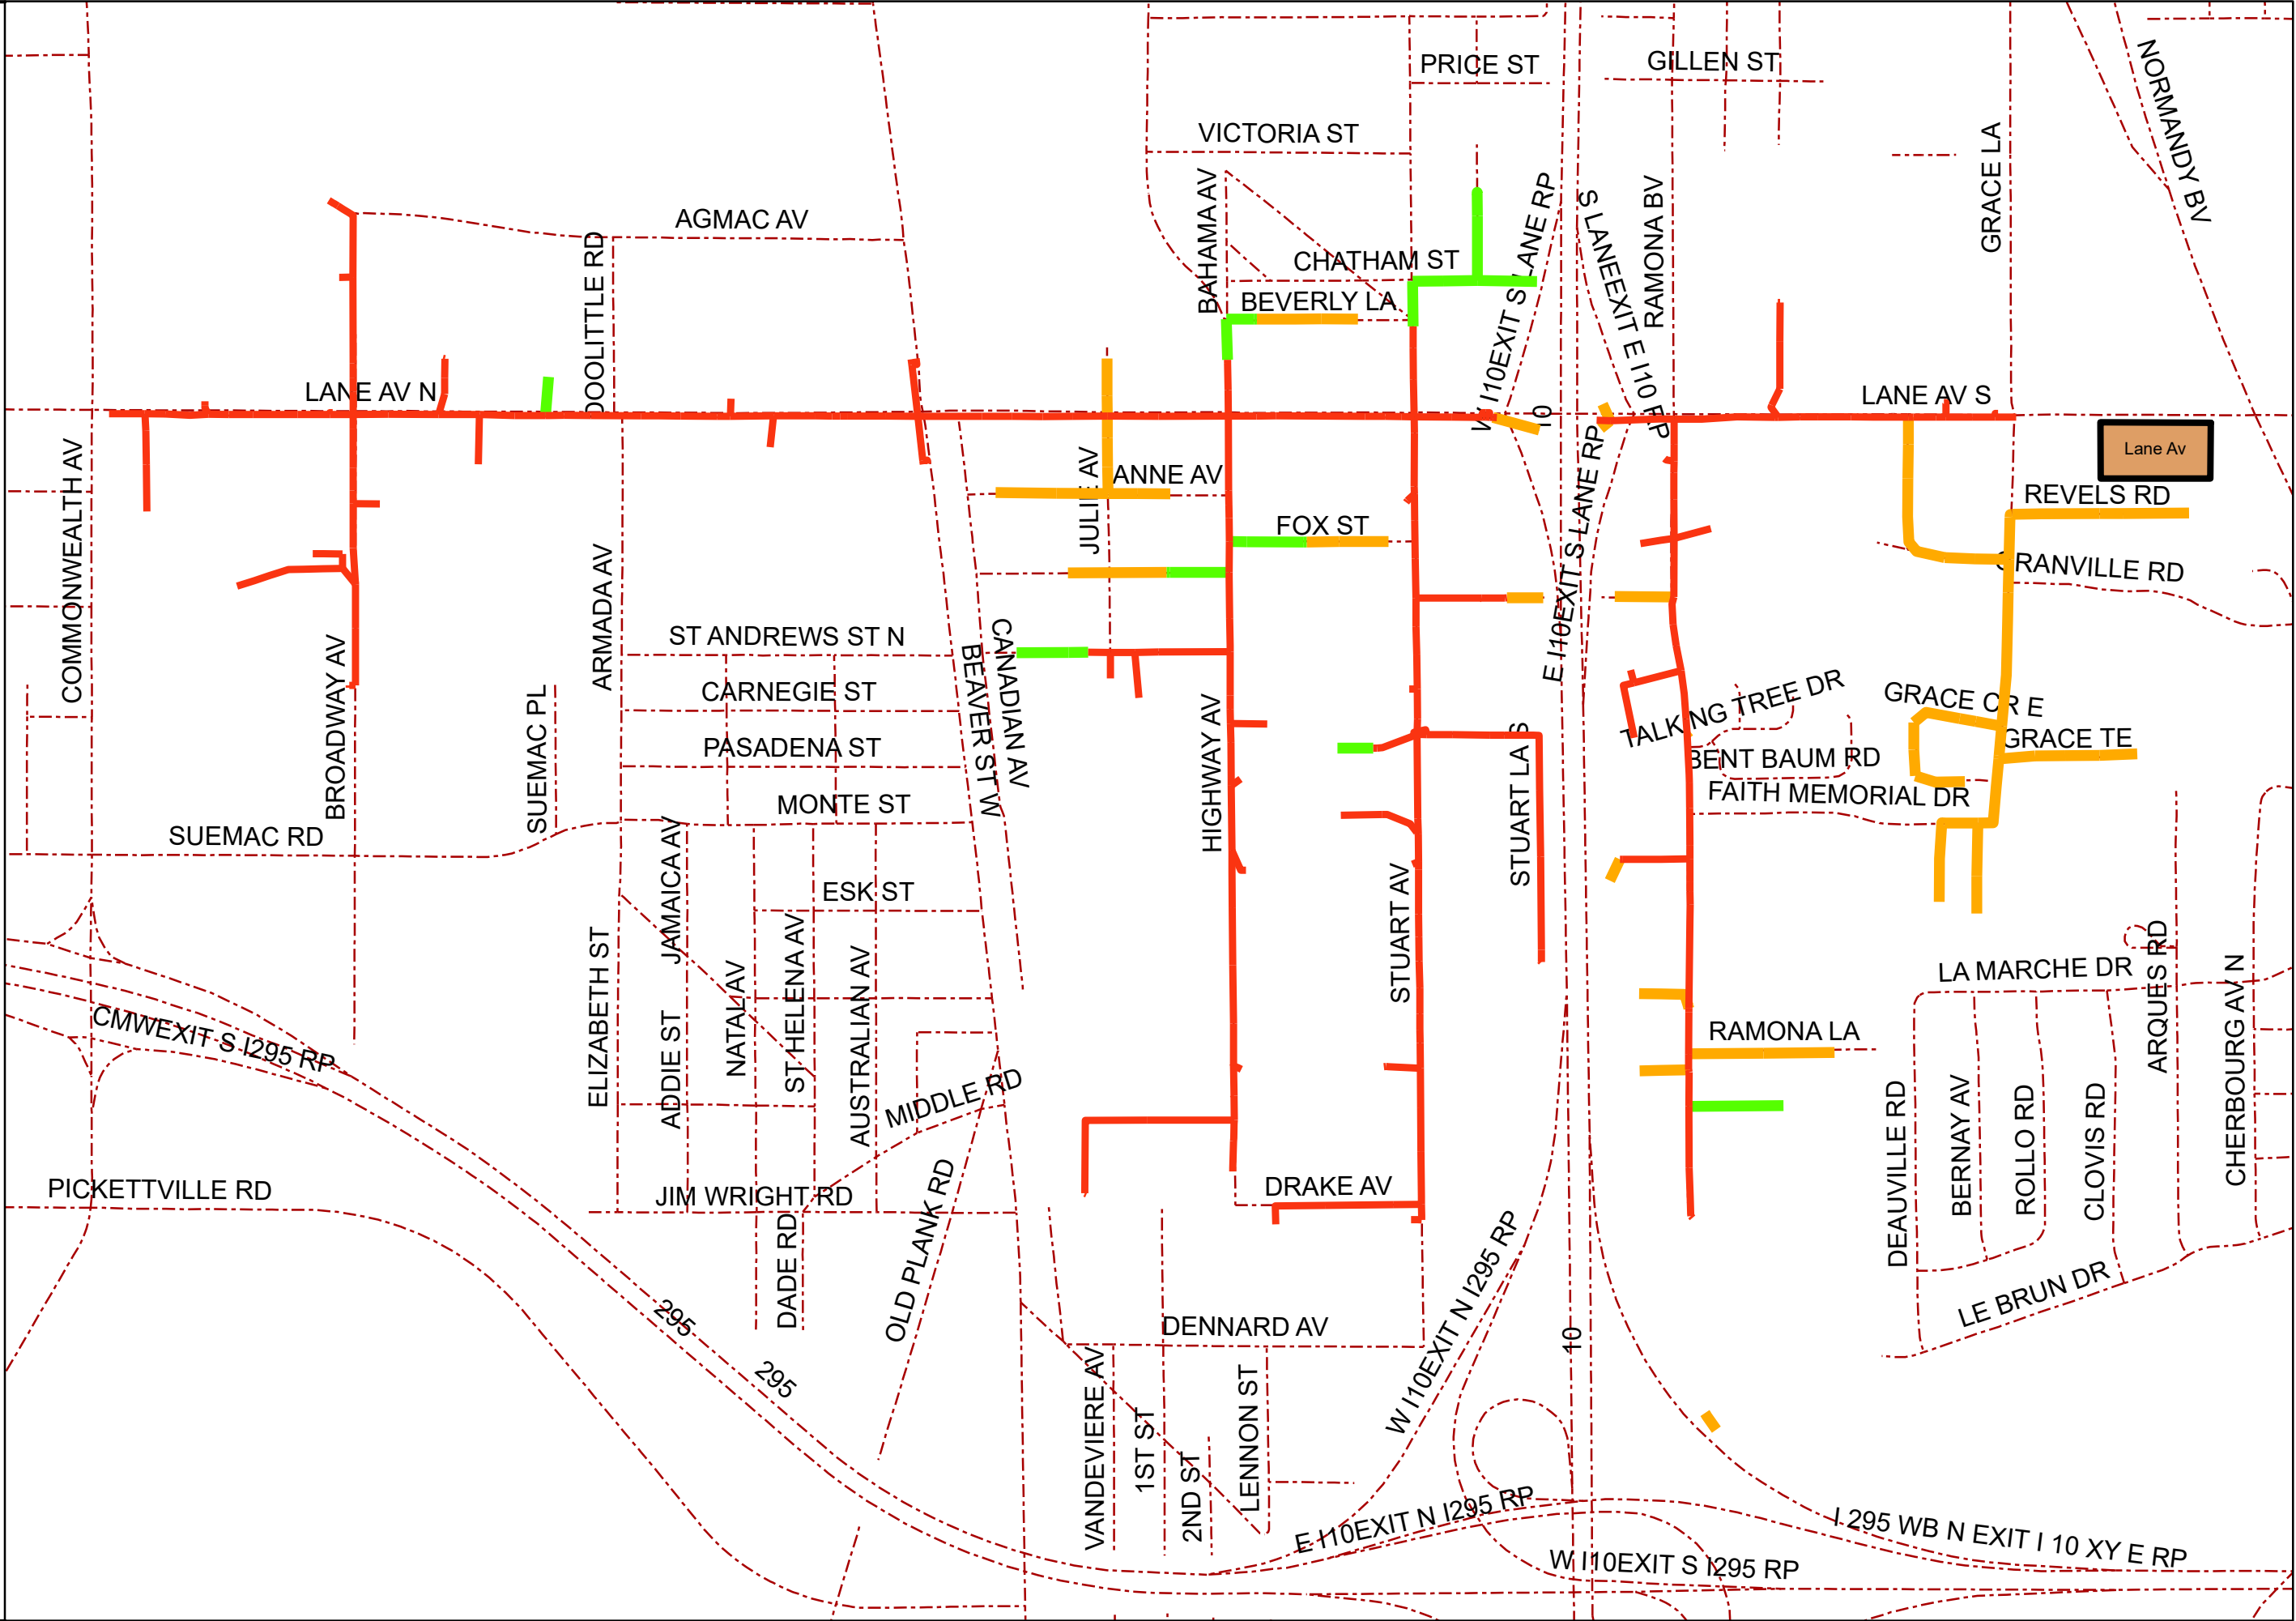 PRICE ST
GILLEN ST
NORMANDY BV
VICTORIA ST
GRACE LA
BAHAMA AV
W I10EXIT S LANE RP
S LANEEXIT E I10 RP
RAMONA BV
AGMAC AV
DOOLITTLE RD
CHATHAM ST
BEVERLY LA
LANE AV N
10
LANE AV S
Lane Av
COMMONWEALTH AV
JULIE AV
ANNE AV
REVELS RD
FOX ST
E I10EXIT S LANE RP
GRANVILLE RD
ARMADA AV
BROADWAY AV
ST ANDREWS ST N
CANADIAN AV
BEAVER ST W
CARNEGIE ST
TALKING TREE DR
GRACE CR E
SUEMAC PL
HIGHWAY AV
STUART LA S
PASADENA ST
BENT BAUM RD
GRACE TE
MONTE ST
FAITH MEMORIAL DR
SUEMAC RD
JAMAICA AV
ESK ST
STUART AV
ELIZABETH ST
ST HELENA AV
AUSTRALIAN AV
NATAL AV
LA MARCHE DR
ARQUES RD
CHERBOURG AV N
CMWEXIT S I295 RP
ADDIE ST
RAMONA LA
MIDDLE RD
DEAUVILLE RD
BERNAY AV
ROLLO RD
CLOVIS RD
PICKETTVILLE RD
JIM WRIGHT RD
OLD PLANK RD
DRAKE AV
DADE RD
W I10EXIT N I295 RP
LE BRUN DR
295
DENNARD AV
10
295
VANDEVIERE AV
1ST ST
2ND ST
LENNON ST
E I10EXIT N I295 RP
I 295 WB N EXIT I 10 XY E RP
W I10EXIT S I295 RP